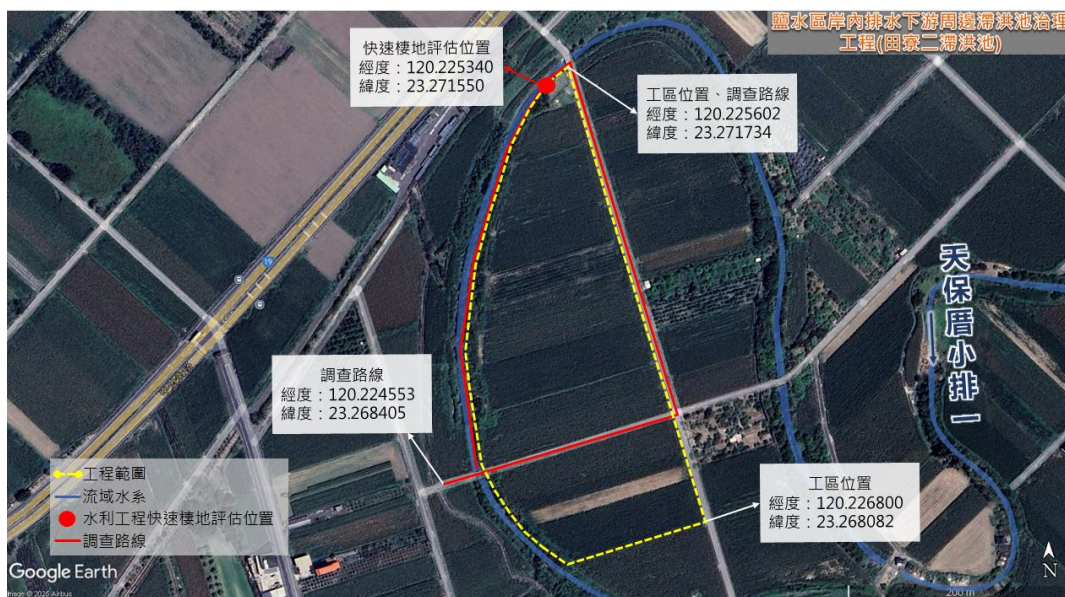 鹽水區岸內排水下游周邊滯洪池治理
工程(田寮二滯洪池)
快速棲地評估位置
經度：120.225340
緯度：23.271550
工區位置、調查路線
經度：120.225602
緯度：23.271734
天保厝小排一
調查路線
經度：120.224553
緯度：23.268405
工區位置
經度：120.226800
緯度：23.268082
工程範圍
流域水系
水利工程快速棲地評估位置
調查路線
Google Earth
Image © 2025 Airbus
200 m
N
19